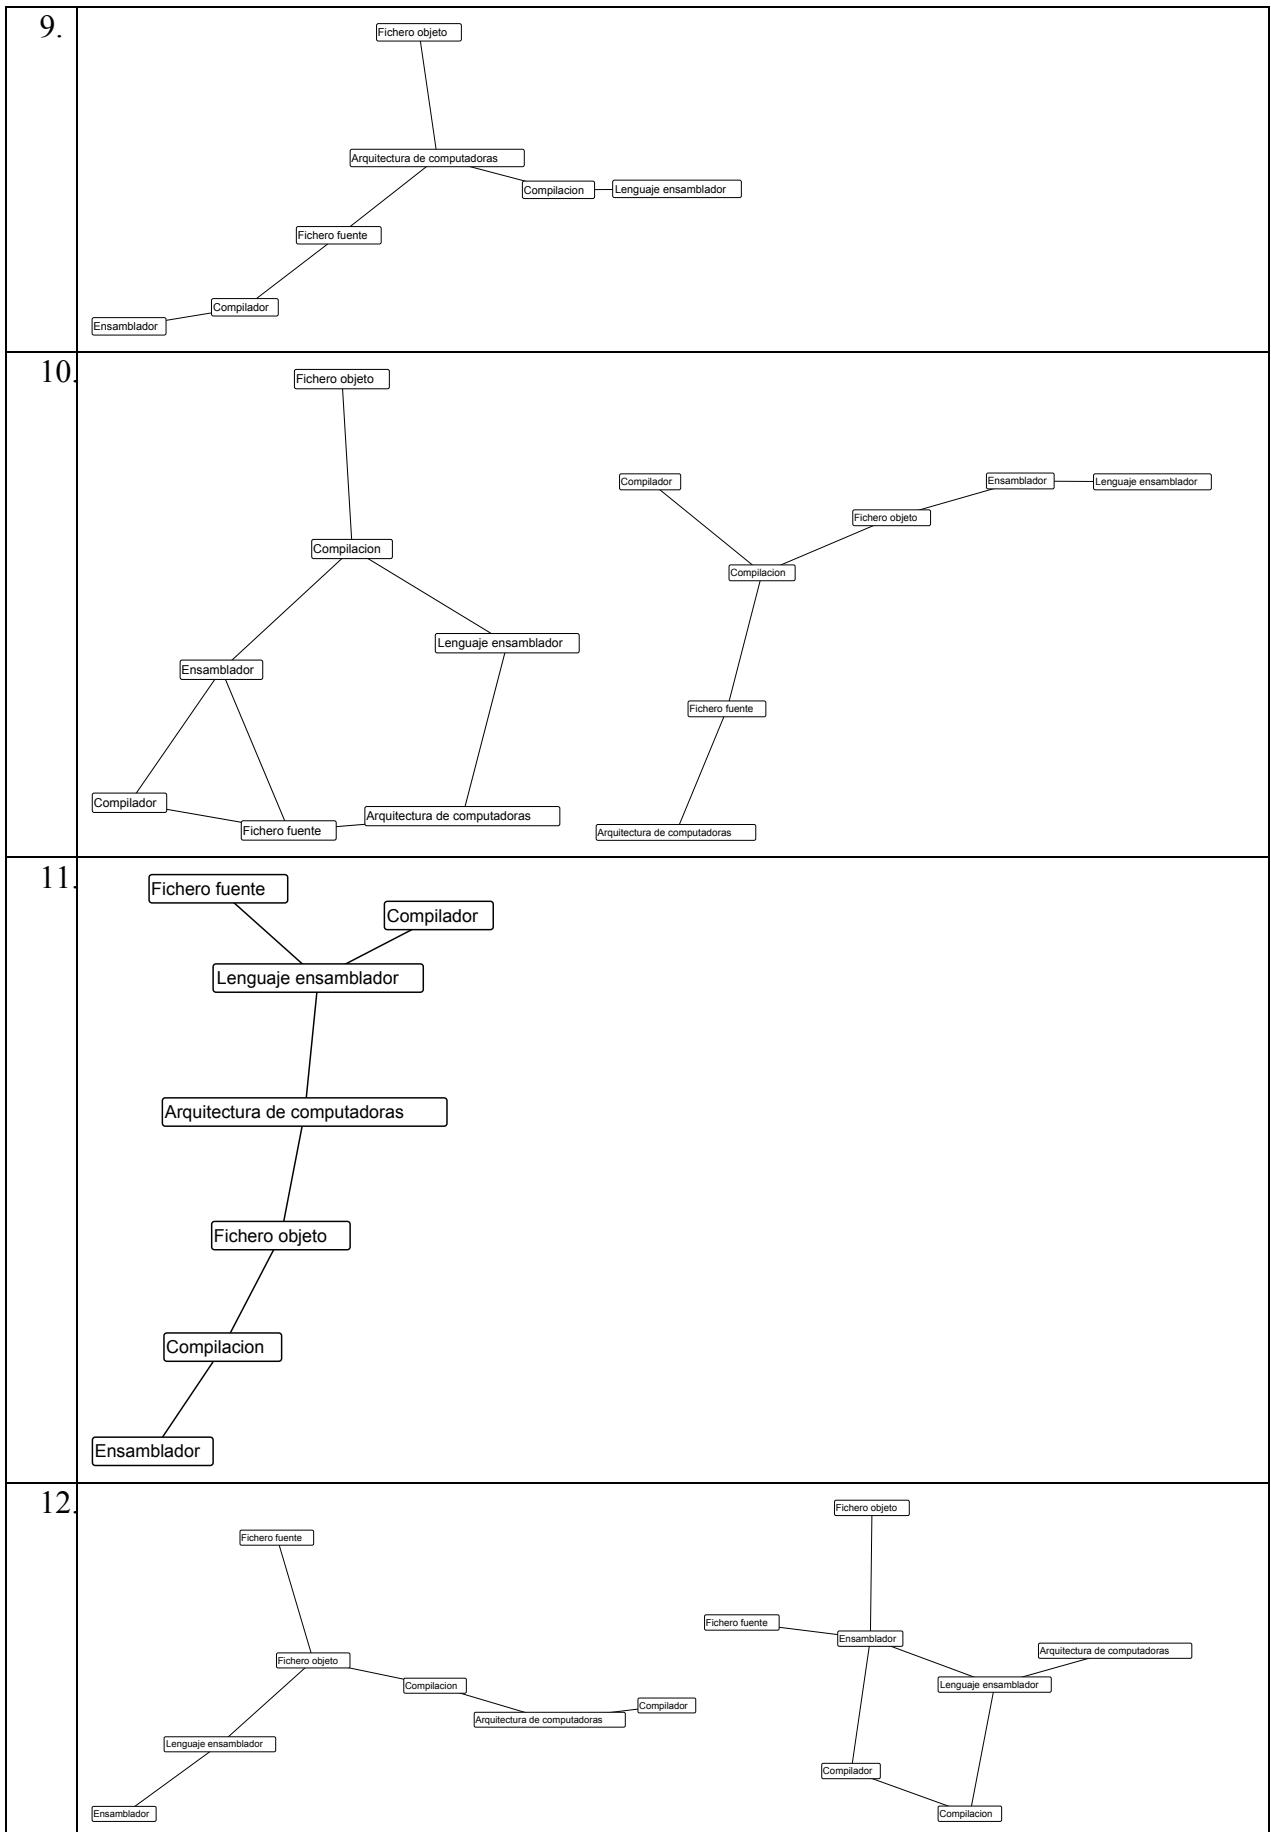 9.
Fichero objeto
Arquitectura de computadoras
Compilacion
Lenguaje ensamblador
Fichero fuente
Compilador
Ensamblador
10.
Fichero objeto
Compilacion
Lenguaje ensamblador
Ensamblador
Compilador
Fichero fuente
Arquitectura de computadoras
Compilador
Ensamblador
Lenguaje ensamblador
Fichero objeto
Compilacion
Fichero fuente
Arquitectura de computadoras
11.
Fichero fuente
Compilador
Lenguaje ensamblador
Arquitectura de computadoras
Fichero objeto
Compilacion
Ensamblador
12.
Fichero fuente
Fichero objeto
Compilacion
Compilador
Arquitectura de computadoras
Lenguaje ensamblador
Ensamblador
Fichero objeto
Fichero fuente
Ensamblador
Arquitectura de computadoras
Lenguaje ensamblador
Compilador
Compilacion